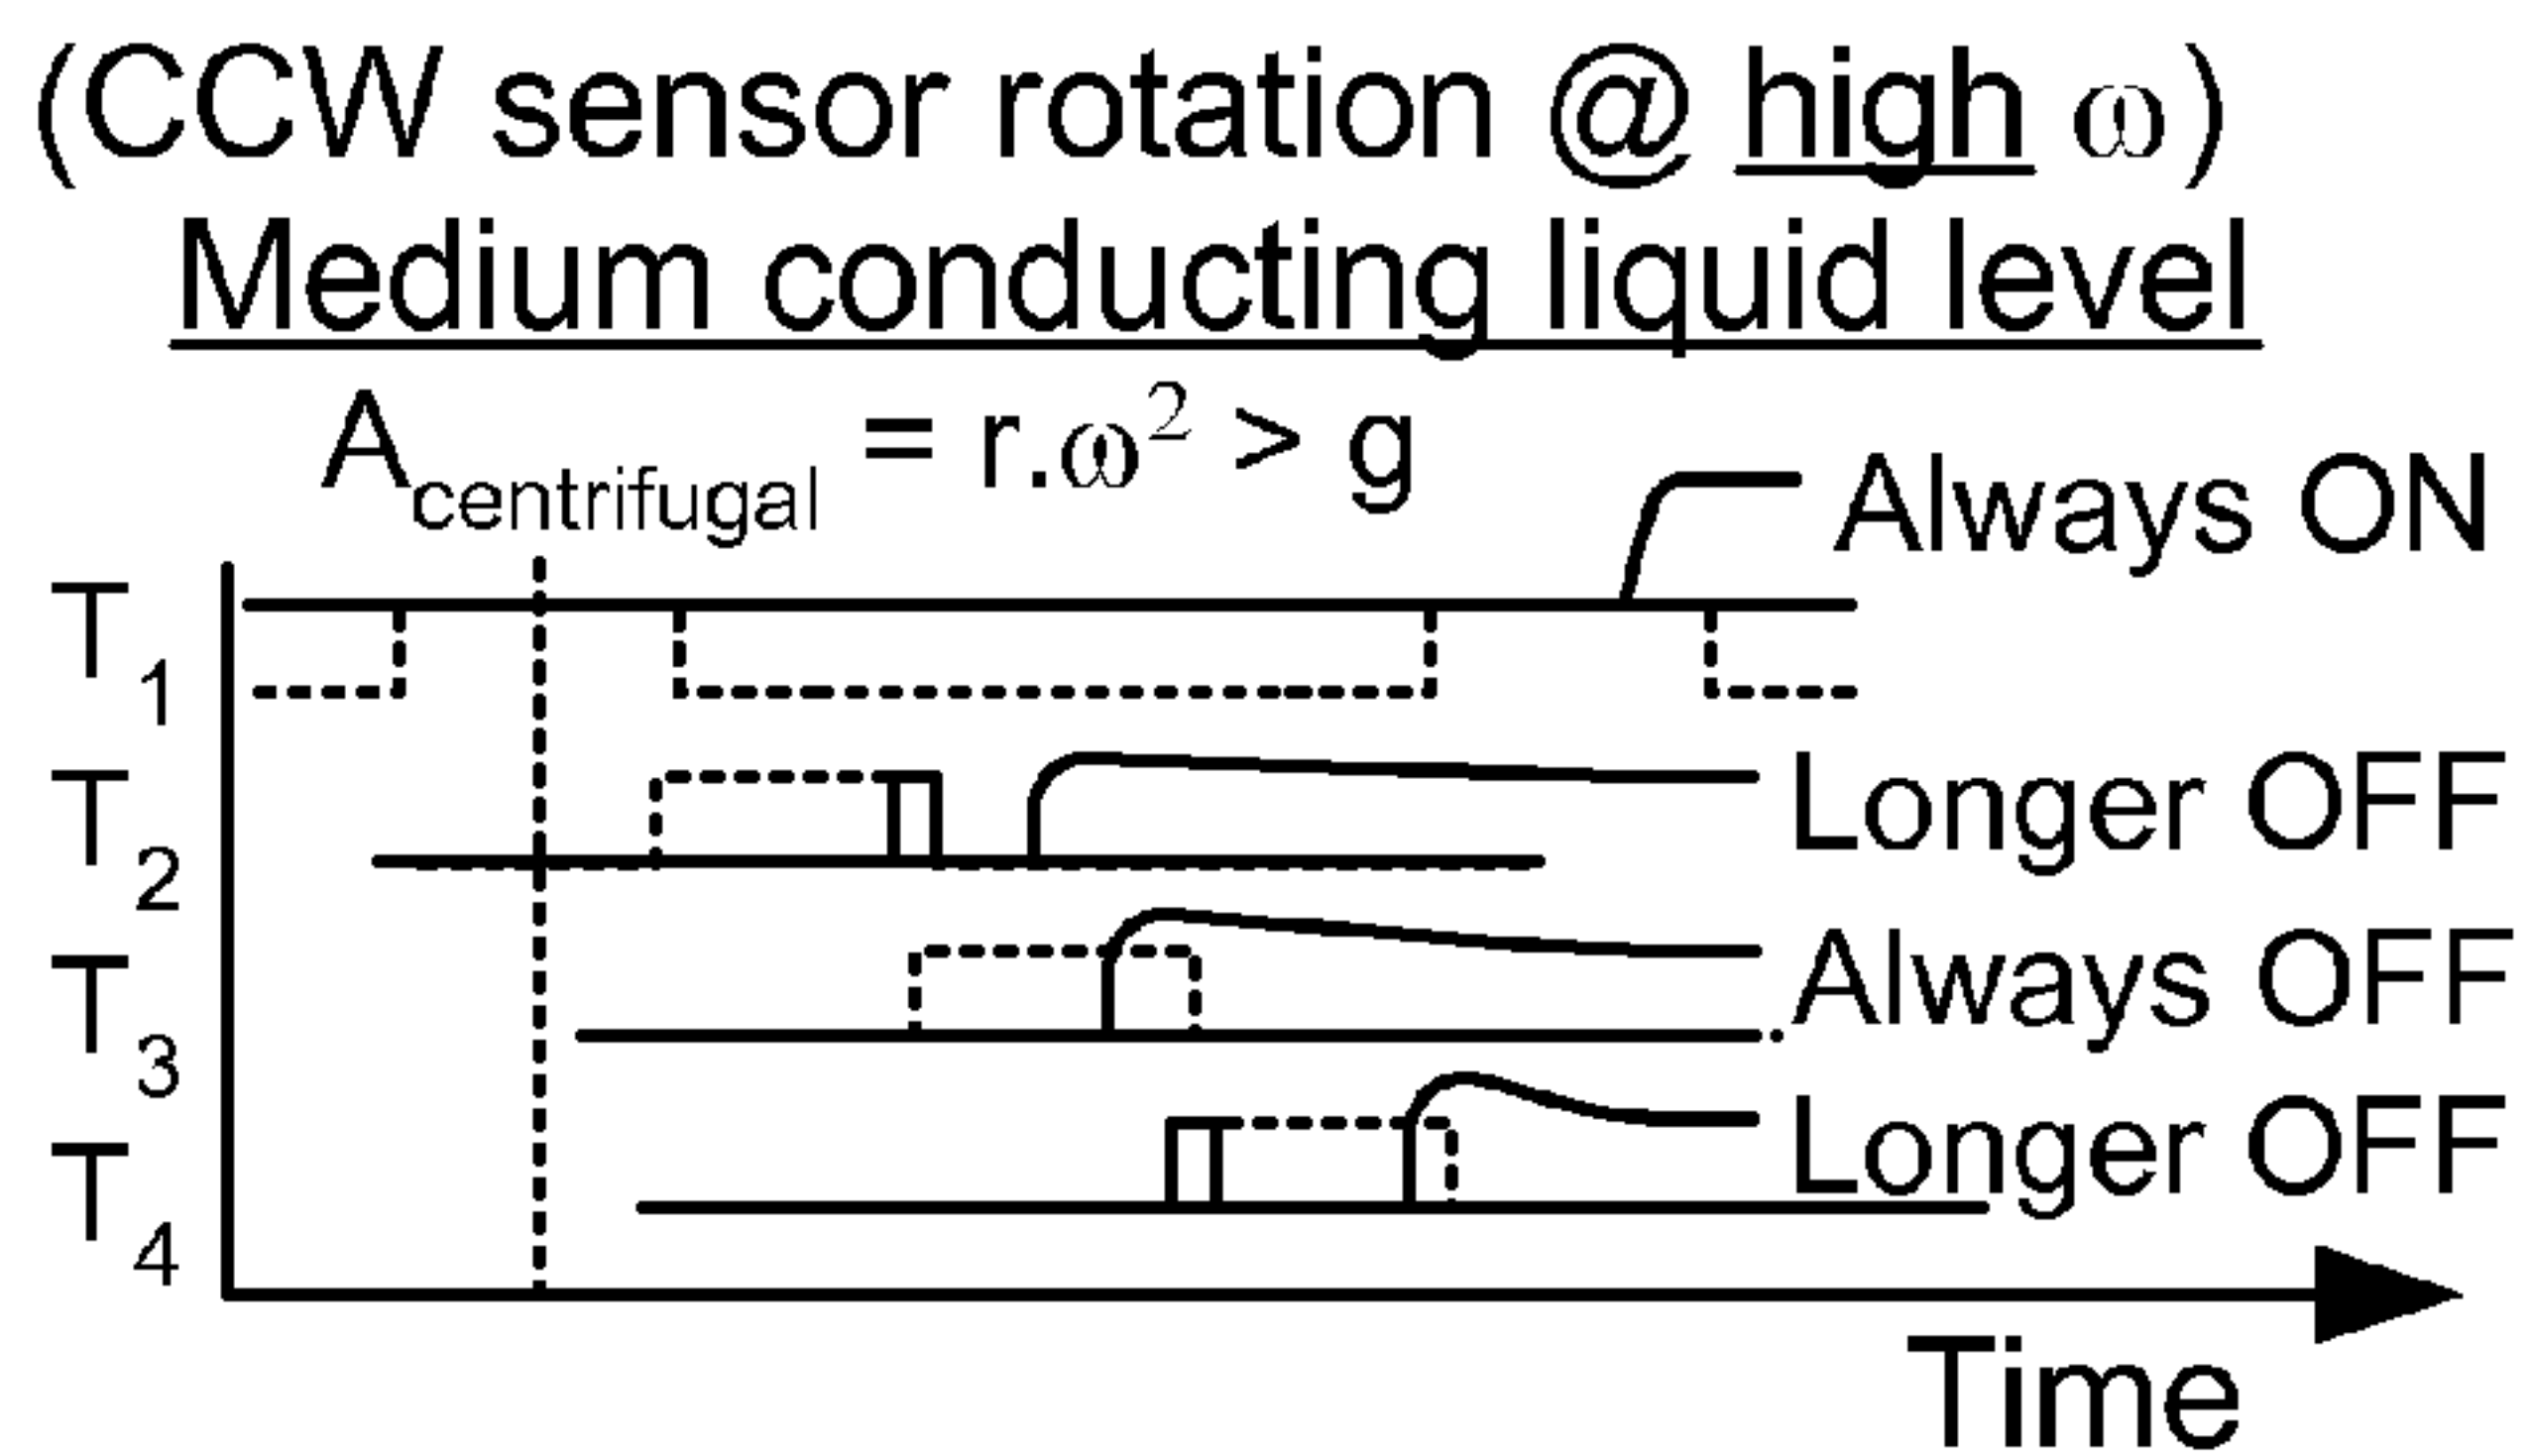 (CCW sensor rotation @ high ω)
Medium conducting liquid level
A_centrifugal = r.ω² > g
Always ON
T₁
Longer OFF
T₂
Always OFF
T₃
Longer OFF
T₄
Time